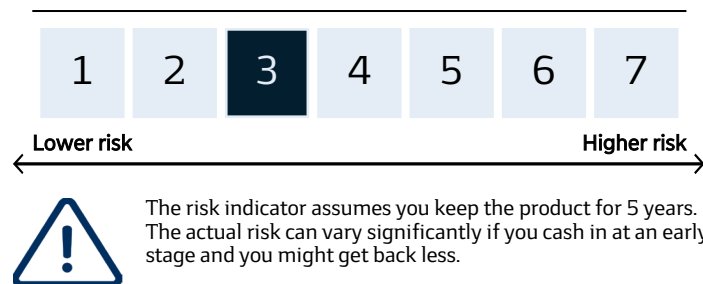 1 2 3 4 5 6 7
Lower risk Higher risk
The risk indicator assumes you keep the product for 5 years.
The actual risk can vary significantly if you cash in at an early
stage and you might get back less.